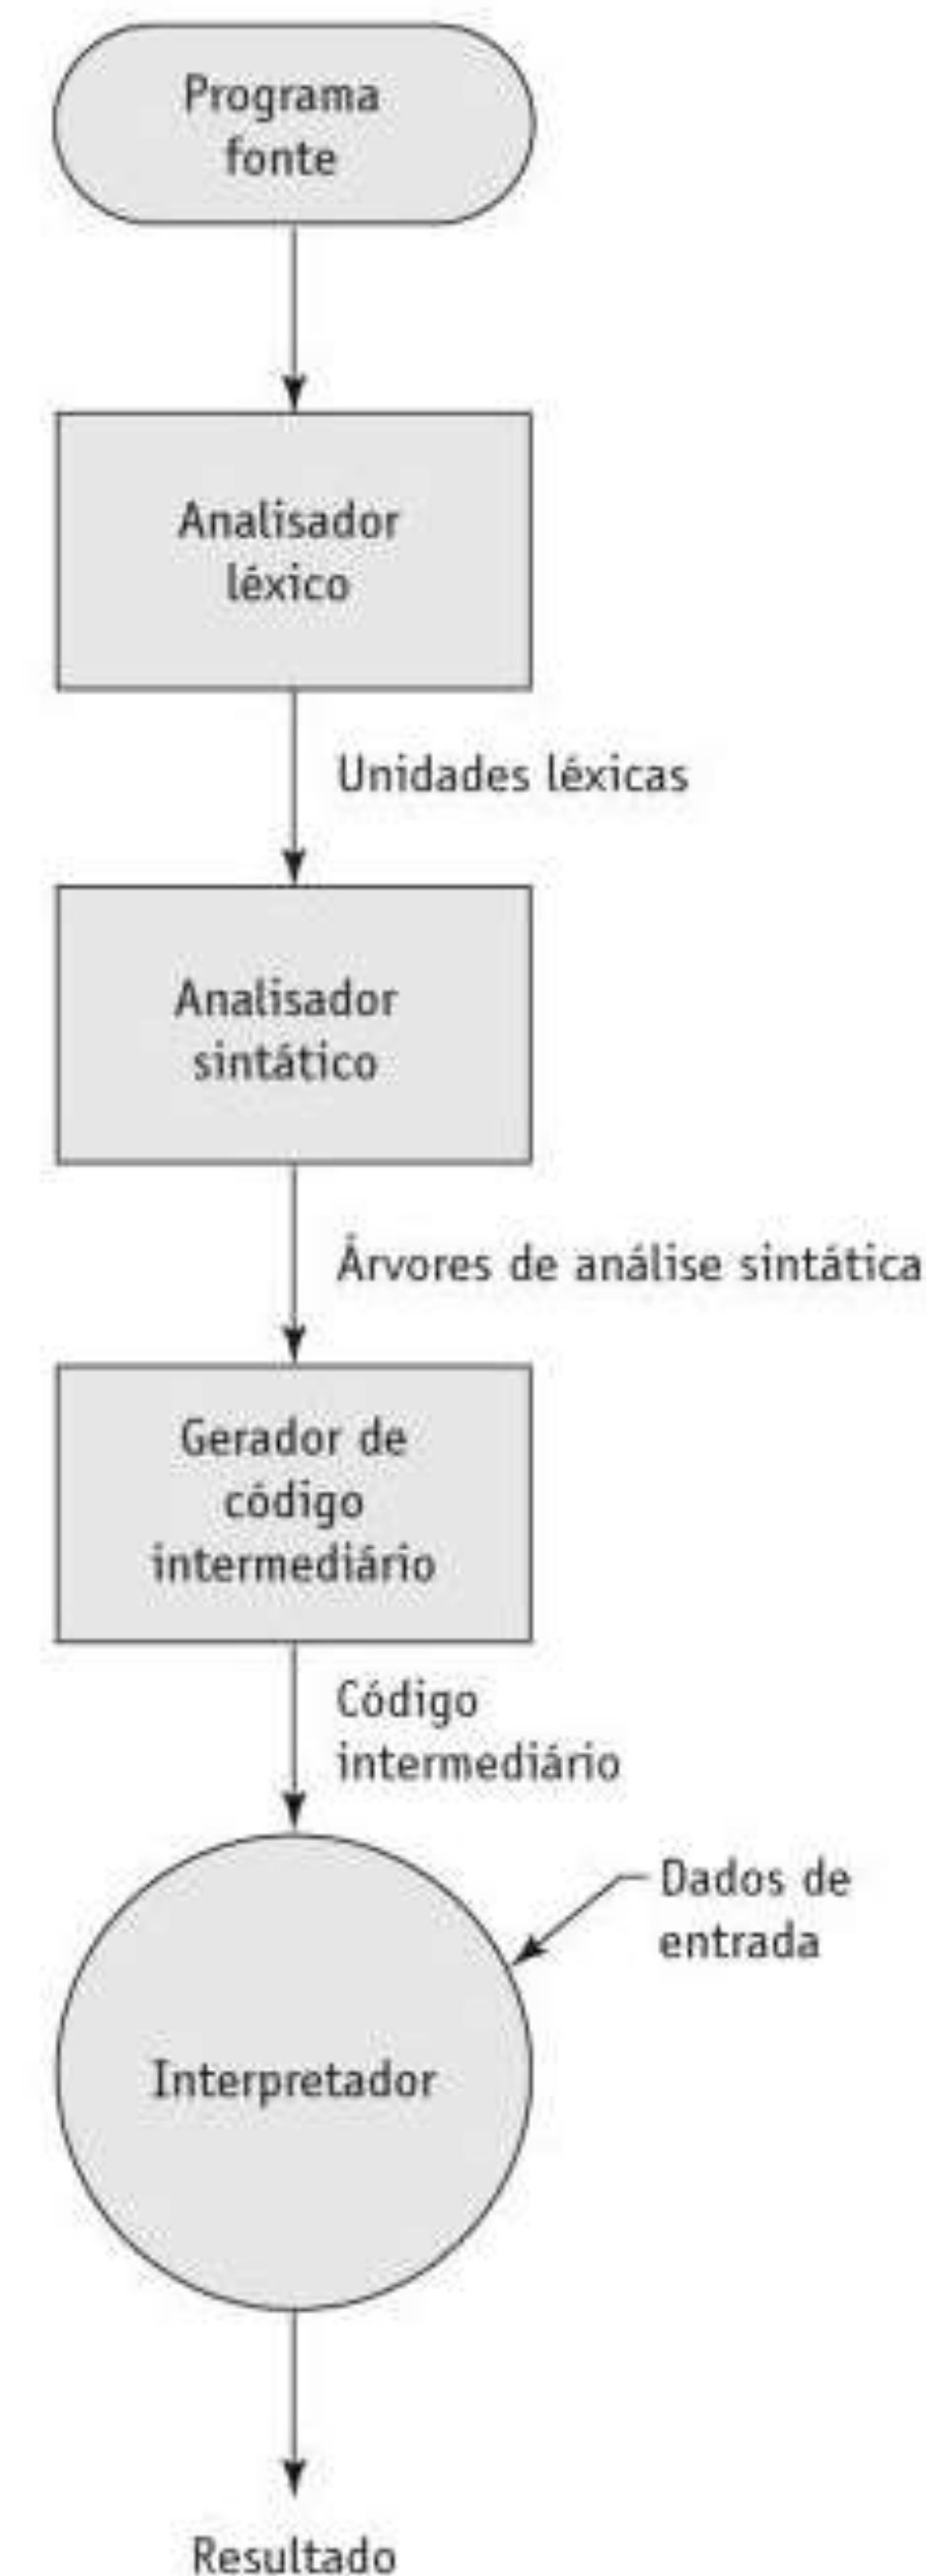 Programa
fonte
Analisador
léxico
Unidades léxicas
Analisador
sintático
Árvores de análise sintática
Gerador de
código
intermediário
Código
intermediário
Dados de
entrada
Interpretador
Resultado